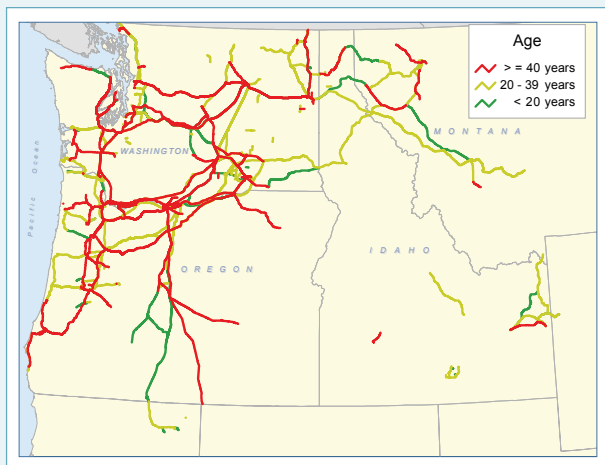 Age
> = 40 years
20 - 39 years
< 20 years
MONTANA
WASHINGTON
Pacific Ocean
IDAHO
OREGON